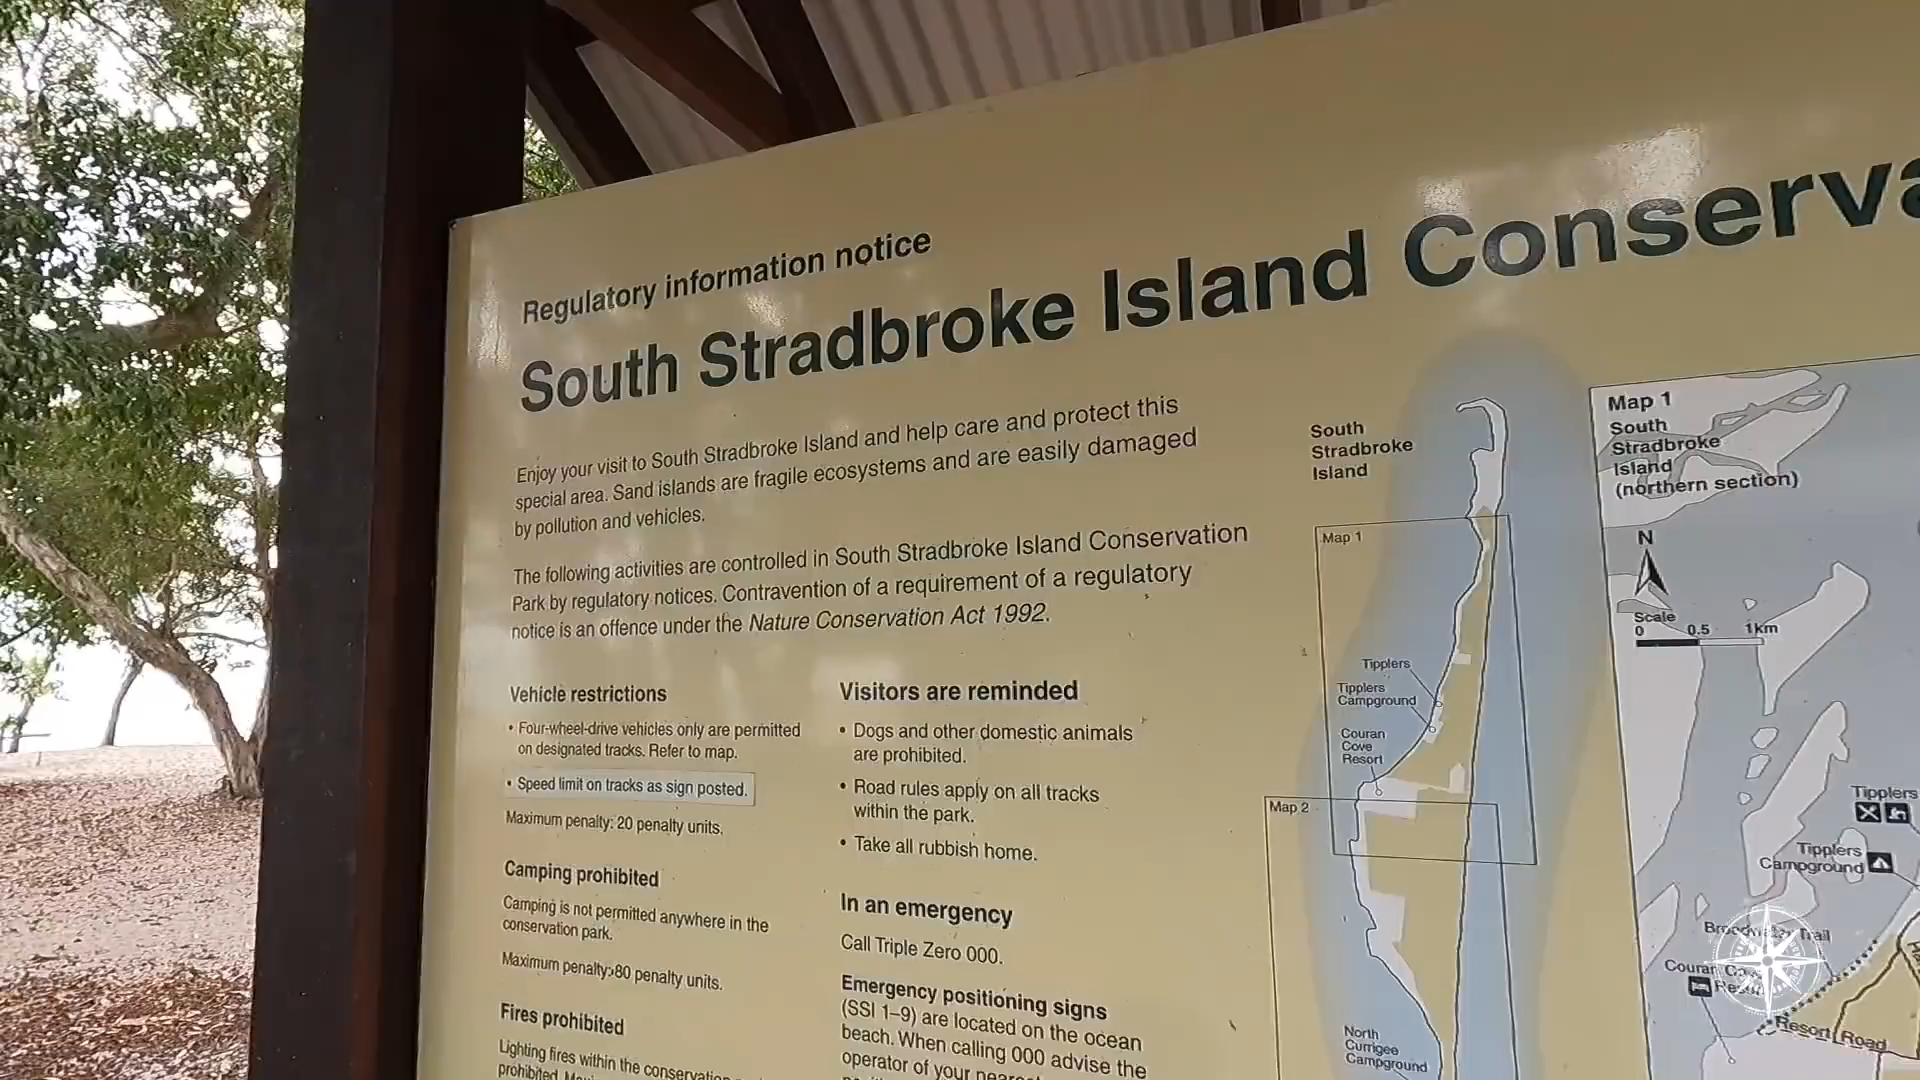 Regulatory information notice
South Stradbroke Island Conserva
Enjoy your visit to South Stradbroke Island and help care and protect this
special area. Sand islands are fragile ecosystems and are easily damaged
by pollution and vehicles.
The following activities are controlled in South Stradbroke Island Conservation
Park by regulatory notices. Contravention of a requirement of a regulatory
notice is an offence under the Nature Conservation Act 1992.
Vehicle restrictions
• Four-wheel-drive vehicles only are permitted
on designated tracks. Refer to map.
• Speed limit on tracks as sign posted.
Maximum penalty: 20 penalty units.
Camping prohibited
Camping is not permitted anywhere in the
conservation park.
Maximum penalty: 80 penalty units.
Fires prohibited
Lighting fires within the conservation
prohibited.
Visitors are reminded
• Dogs and other domestic animals
are prohibited.
• Road rules apply on all tracks
within the park.
• Take all rubbish home.
In an emergency
Call Triple Zero 000.
Emergency positioning signs
(SSI 1–9) are located on the ocean
beach. When calling 000 advise the
operator of your
South
Stradbroke
Island
Map 1
Tipplers
Tipplers
Campground
Couran
Cove
Resort
Map 2
North
Currigee
Campground
Map 1
South
Stradbroke
Island
(northern section)
N
Scale
0 0.5 1km
Tipplers
Tipplers
Campground
Broadwater Trail
Couran
Resort
Resort Road